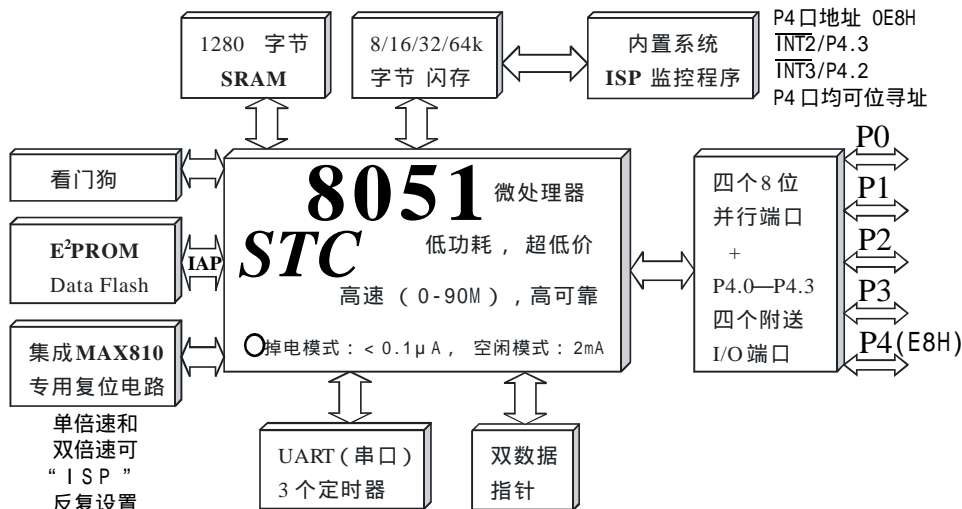 1280 字节
SRAM
8/16/32/64k
字节 闪存
内置系统
ISP 监控程序
P4口地址 0E8H
INT2/P4.3
INT3/P4.2
P4口均可位寻址
看门狗
E²PROM
Data Flash
IAP
集成MAX810
专用复位电路
单倍速和
双倍速可
“ISP”
反复设置
8051 微处理器
STC 低功耗，超低价
高速（0-90M），高可靠
掉电模式：<0.1μA， 空闲模式：2mA
四个8位
并行端口
+
P4.0—P4.3
四个附送
I/O端口
P0
P1
P2
P3
P4(E8H)
UART（串口）
3个定时器
双数据
指针